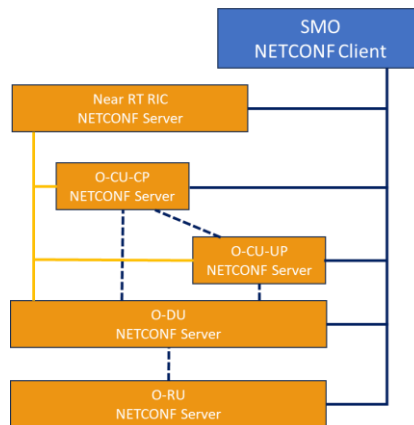 SMO
NETCONF Client
Near RT RIC
NETCONF Server
O-CU-CP
NETCONF Server
O-CU-UP
NETCONF Server
O-DU
NETCONF Server
O-RU
NETCONF Server